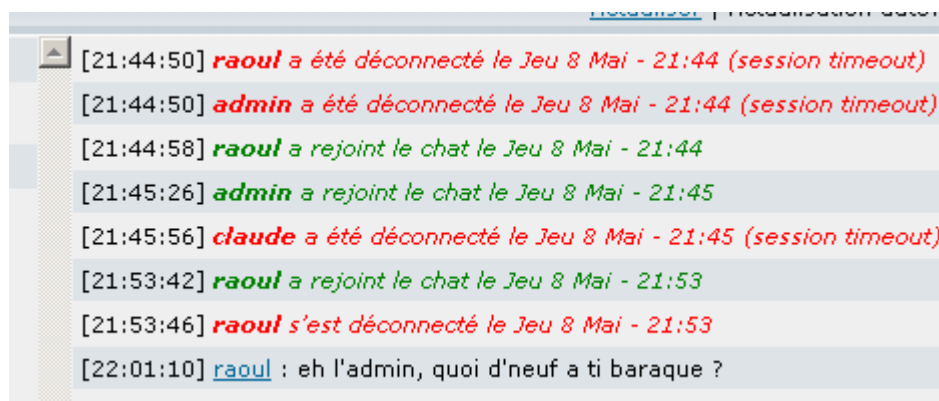 [21:44:50] raoul a été déconnecté le Jeu 8 Mai - 21:44 (session timeout)
[21:44:50] admin a été déconnecté le Jeu 8 Mai - 21:44 (session timeout)
[21:44:58] raoul a rejoint le chat le Jeu 8 Mai - 21:44
[21:45:26] admin a rejoint le chat le Jeu 8 Mai - 21:45
[21:45:56] claude a été déconnecté le Jeu 8 Mai - 21:45 (session timeout)
[21:53:42] raoul a rejoint le chat le Jeu 8 Mai - 21:53
[21:53:46] raoul s'est déconnecté le Jeu 8 Mai - 21:53
[22:01:10] raoul : eh l'admin, quoi d'neuf a ti baraque ?